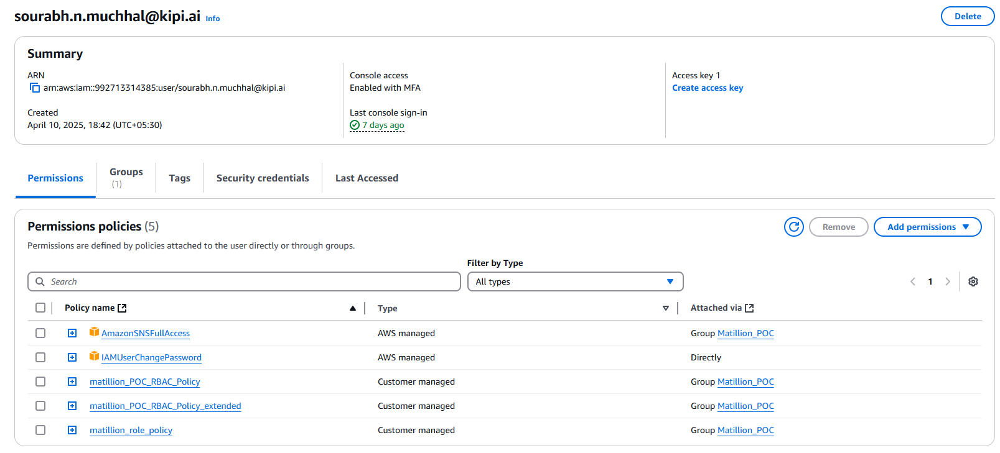 sourabh.n.muchhal@kipi.ai Info
Delete
Summary
ARN
arn:aws:iam::992713314385:user/sourabh.n.muchhal@kipi.ai
Created
April 10, 2025, 18:42 (UTC+05:30)
Console access
Enabled with MFA
Last console sign-in
7 days ago
Access key 1
Create access key
Permissions
Groups
(1)
Tags
Security credentials
Last Accessed
Permissions policies (5)
Permissions are defined by policies attached to the user directly or through groups.
Remove
Add permissions
Filter by Type
Search
All types
1
Policy name Type Attached via
AmazonSNSFullAccess AWS managed Group Matillion_POC
IAMUserChangePassword AWS managed Directly
matillion_POC_RBAC_Policy Customer managed Group Matillion_POC
matillion_POC_RBAC_Policy_extended Customer managed Group Matillion_POC
matillion_role_policy Customer managed Group Matillion_POC